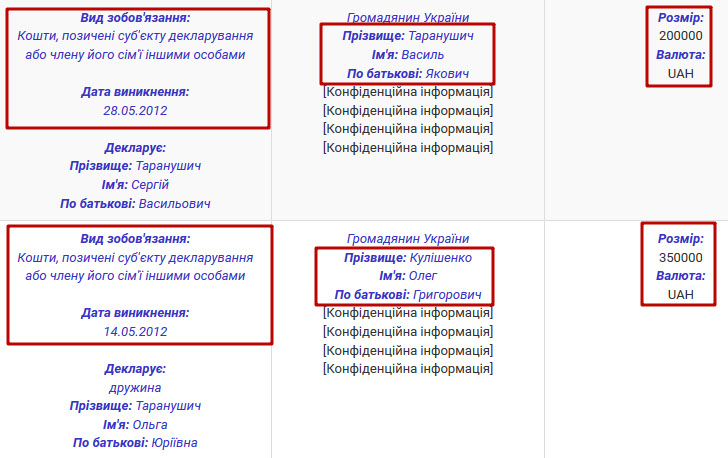 Вид зобов'язання:
Кошти, позичені суб'єкту декларування
або члену його сім'ї іншими особами
Дата виникнення:
28.05.2012
Декларує:
Прізвище: Таранушич
Ім'я: Сергій
По батькові: Васильович
Громадянин України
Прізвище: Таранушич
Ім'я: Василь
По батькові: Якович
[Конфіденційна інформація]
[Конфіденційна інформація]
[Конфіденційна інформація]
[Конфіденційна інформація]
Розмір:
200000
Валюта:
UAH
Вид зобов'язання:
Кошти, позичені суб'єкту декларування
або члену його сім'ї іншими особами
Дата виникнення:
14.05.2012
Декларує:
дружина
Прізвище: Таранушич
Ім'я: Ольга
По батькові: Юріївна
Громадянин України
Прізвище: Кулішенко
Ім'я: Олег
По батькові: Григорович
[Конфіденційна інформація]
[Конфіденційна інформація]
[Конфіденційна інформація]
[Конфіденційна інформація]
Розмір:
350000
Валюта:
UAH